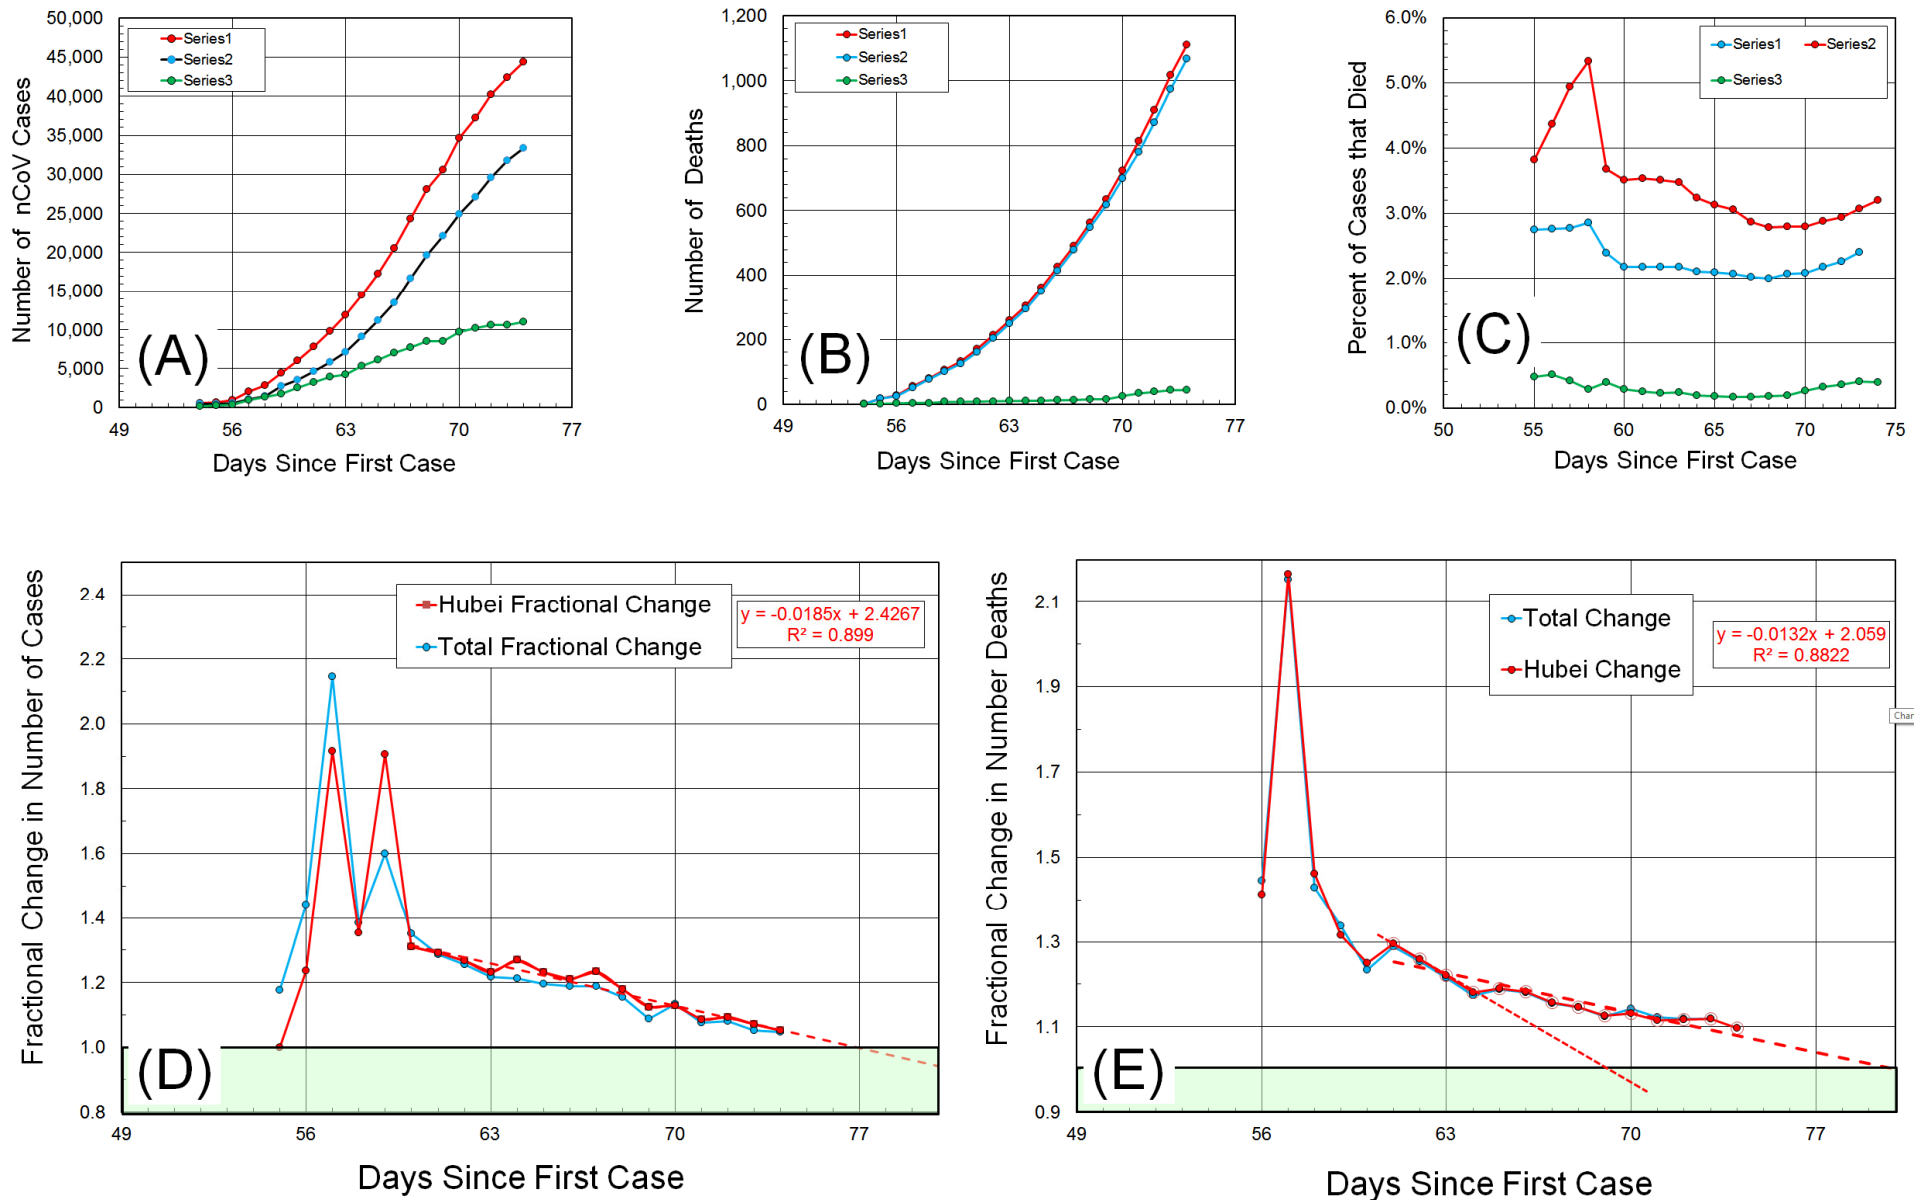 50,000
45,000
40,000
35,000
30,000
25,000
20,000
15,000
10,000
5,000
0
49 56 63 70 77
Number of nCoV Cases
Days Since First Case
Series1
Series2
Series3
(A)
1,200
1,000
800
600
400
200
0
49 56 63 70 77
Number of Deaths
Days Since First Case
Series1
Series2
Series3
(B)
6.0%
5.0%
4.0%
3.0%
2.0%
1.0%
0.0%
50 55 60 65 70 75
Percent of Cases that Died
Days Since First Case
Series1 Series2
Series3
(C)
2.4
2.2
2.0
1.8
1.6
1.4
1.2
1.0
0.8
49 56 63 70 77
Fractional Change in Number of Cases
Days Since First Case
Hubei Fractional Change
Total Fractional Change
y = -0.0185x + 2.4267
R² = 0.899
(D)
2.1
1.9
1.7
1.5
1.3
1.1
0.9
49 56 63 70 77
Fractional Change in Number Deaths
Days Since First Case
Total Change
Hubei Change
y = -0.0132x + 2.059
R² = 0.8822
(E)